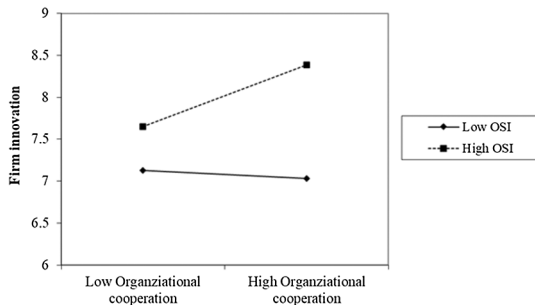 9
8.5
8
7.5
7
6.5
6
Firm innovation
Low Organziational
cooperation
High Organziational
cooperation
Low OSI
High OSI